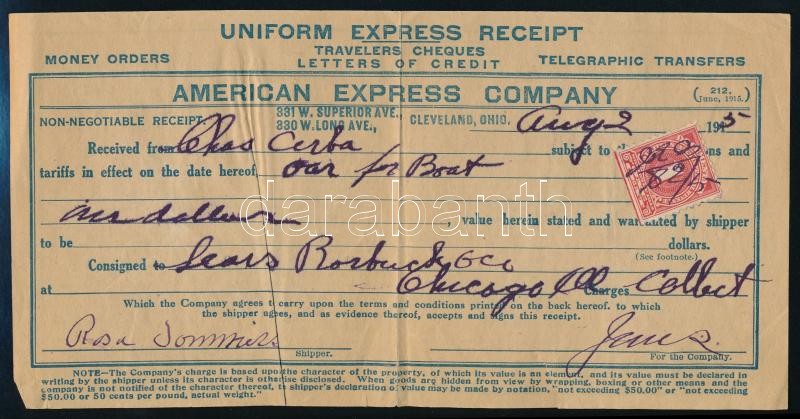 UNIFORM EXPRESS RECEIPT
TRAVELERS CHEQUES
MONEY ORDERS LETTERS OF CREDIT TELEGRAPHIC TRANSFERS
AMERICAN EXPRESS COMPANY
212.
(June, 1915.)
NON-NEGOTIABLE RECEIPT.
331 W. SUPERIOR AVE.,
330 W. LONG AVE., CLEVELAND, OHIO. Aug 2 1915
Received from Chas Cerba subject to the ons and
tariffs in effect on the date hereof, oar for Boat
, value herein stated and warranted by shipper
to be dollars.
(See footnote.)
Consigned to Sears Roebuck & Co
at Chicago Ill Charges Collect
Which the Company agrees to carry upon the terms and conditions printed on the back hereof, to which
the shipper agrees, and as evidence thereof, accepts and signs this receipt.
Rosa
Shipper. For the Company.
NOTE—The Company's charge is based upon the character of the property, of which its value is an element, and its value must be declared in
writing by the shipper unless its character is otherwise disclosed. When goods are hidden from view by wrapping, boxing or other means and the
company is not notified of the character thereof, the shipper's declaration of value may be made by notation, "not exceeding $50.00" or "not exceeding
$50.00 or 50 cents per pound, actual weight."
darabanth